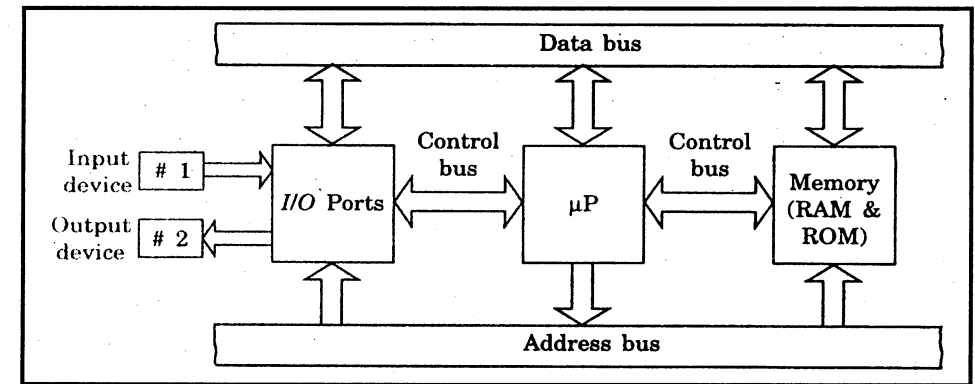 Data bus
Control
bus
Control
bus
Input
device
# 1
I/O Ports
μP
Memory
(RAM &
ROM)
Output
device
# 2
Address bus